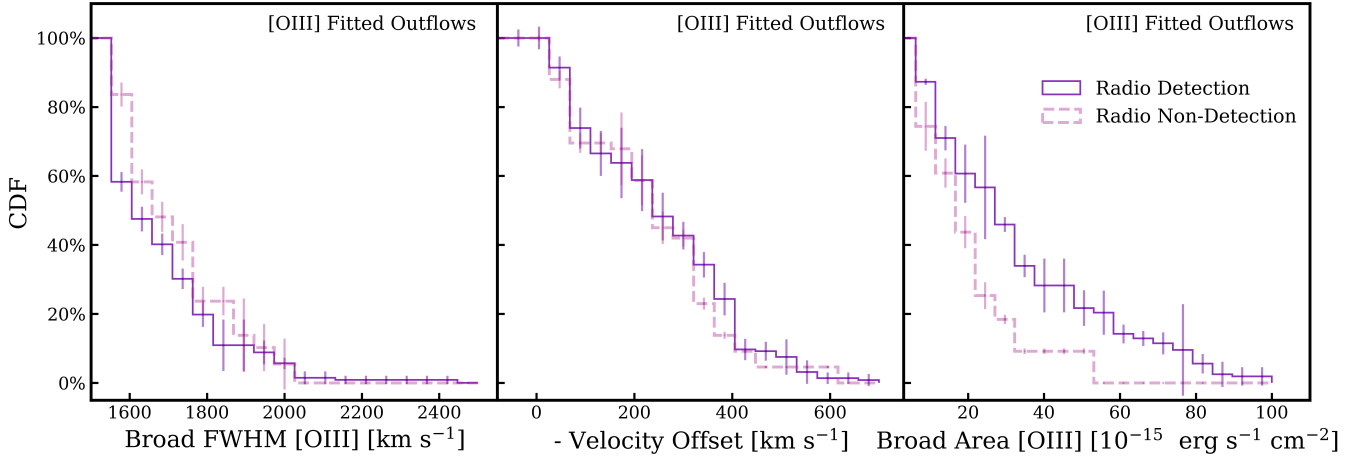 [OIII] Fitted Outflows
[OIII] Fitted Outflows
[OIII] Fitted Outflows
100%
80%
60%
40%
20%
0%
CDF
Radio Detection
Radio Non-Detection
1600 1800 2000 2200 2400
0 200 400 600
20 40 60 80 100
Broad FWHM [OIII] [km s⁻¹]
- Velocity Offset [km s⁻¹]
Broad Area [OIII] [10⁻¹⁵ erg s⁻¹ cm⁻²]